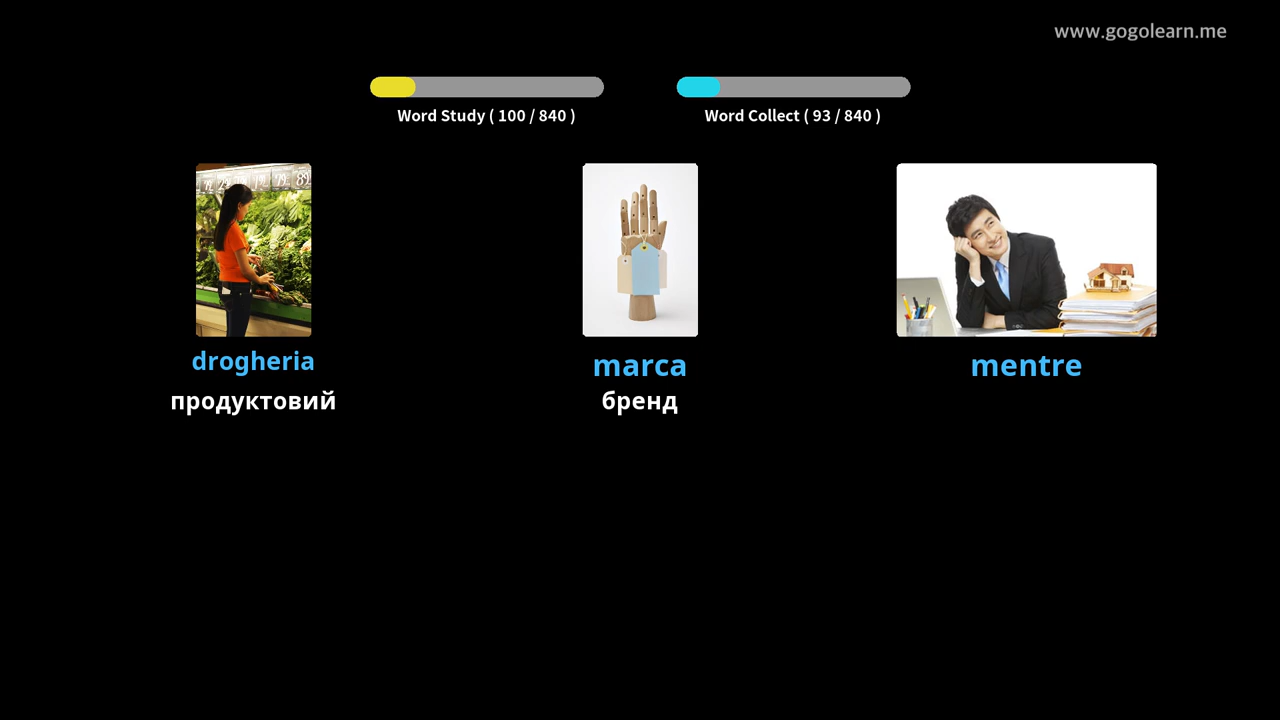 www.gogolearn.me
Word Study ( 100 / 840 )
Word Collect ( 93 / 840 )
drogheria
marca
mentre
продуктовий
бренд